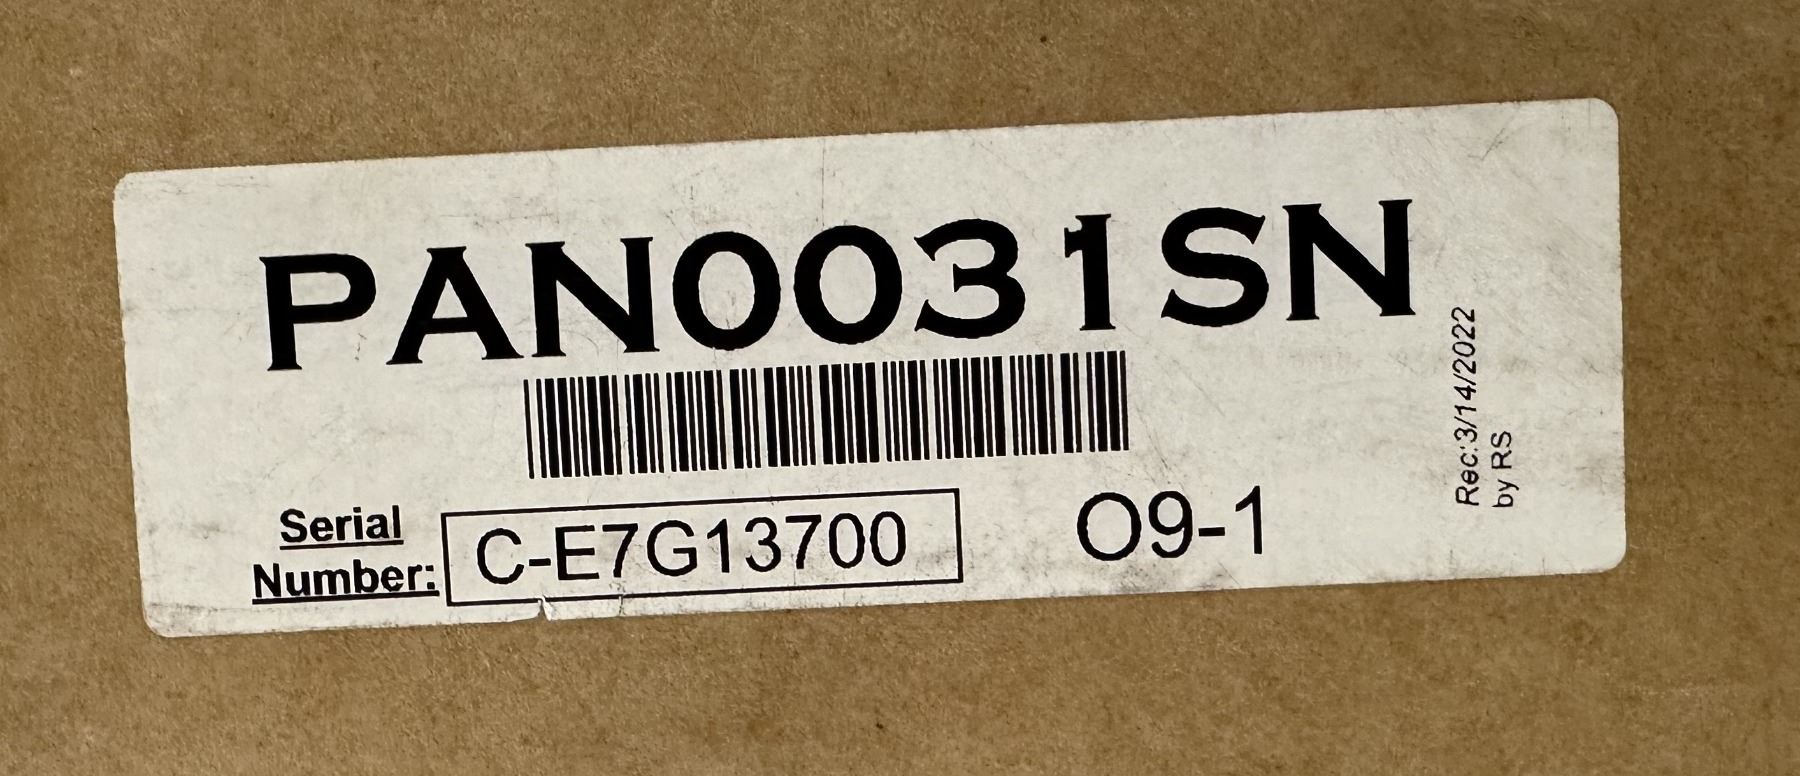 PAN0031SN
Serial
Number:
C-E7G13700
O9-1
Rec:3/14/2022
by RS